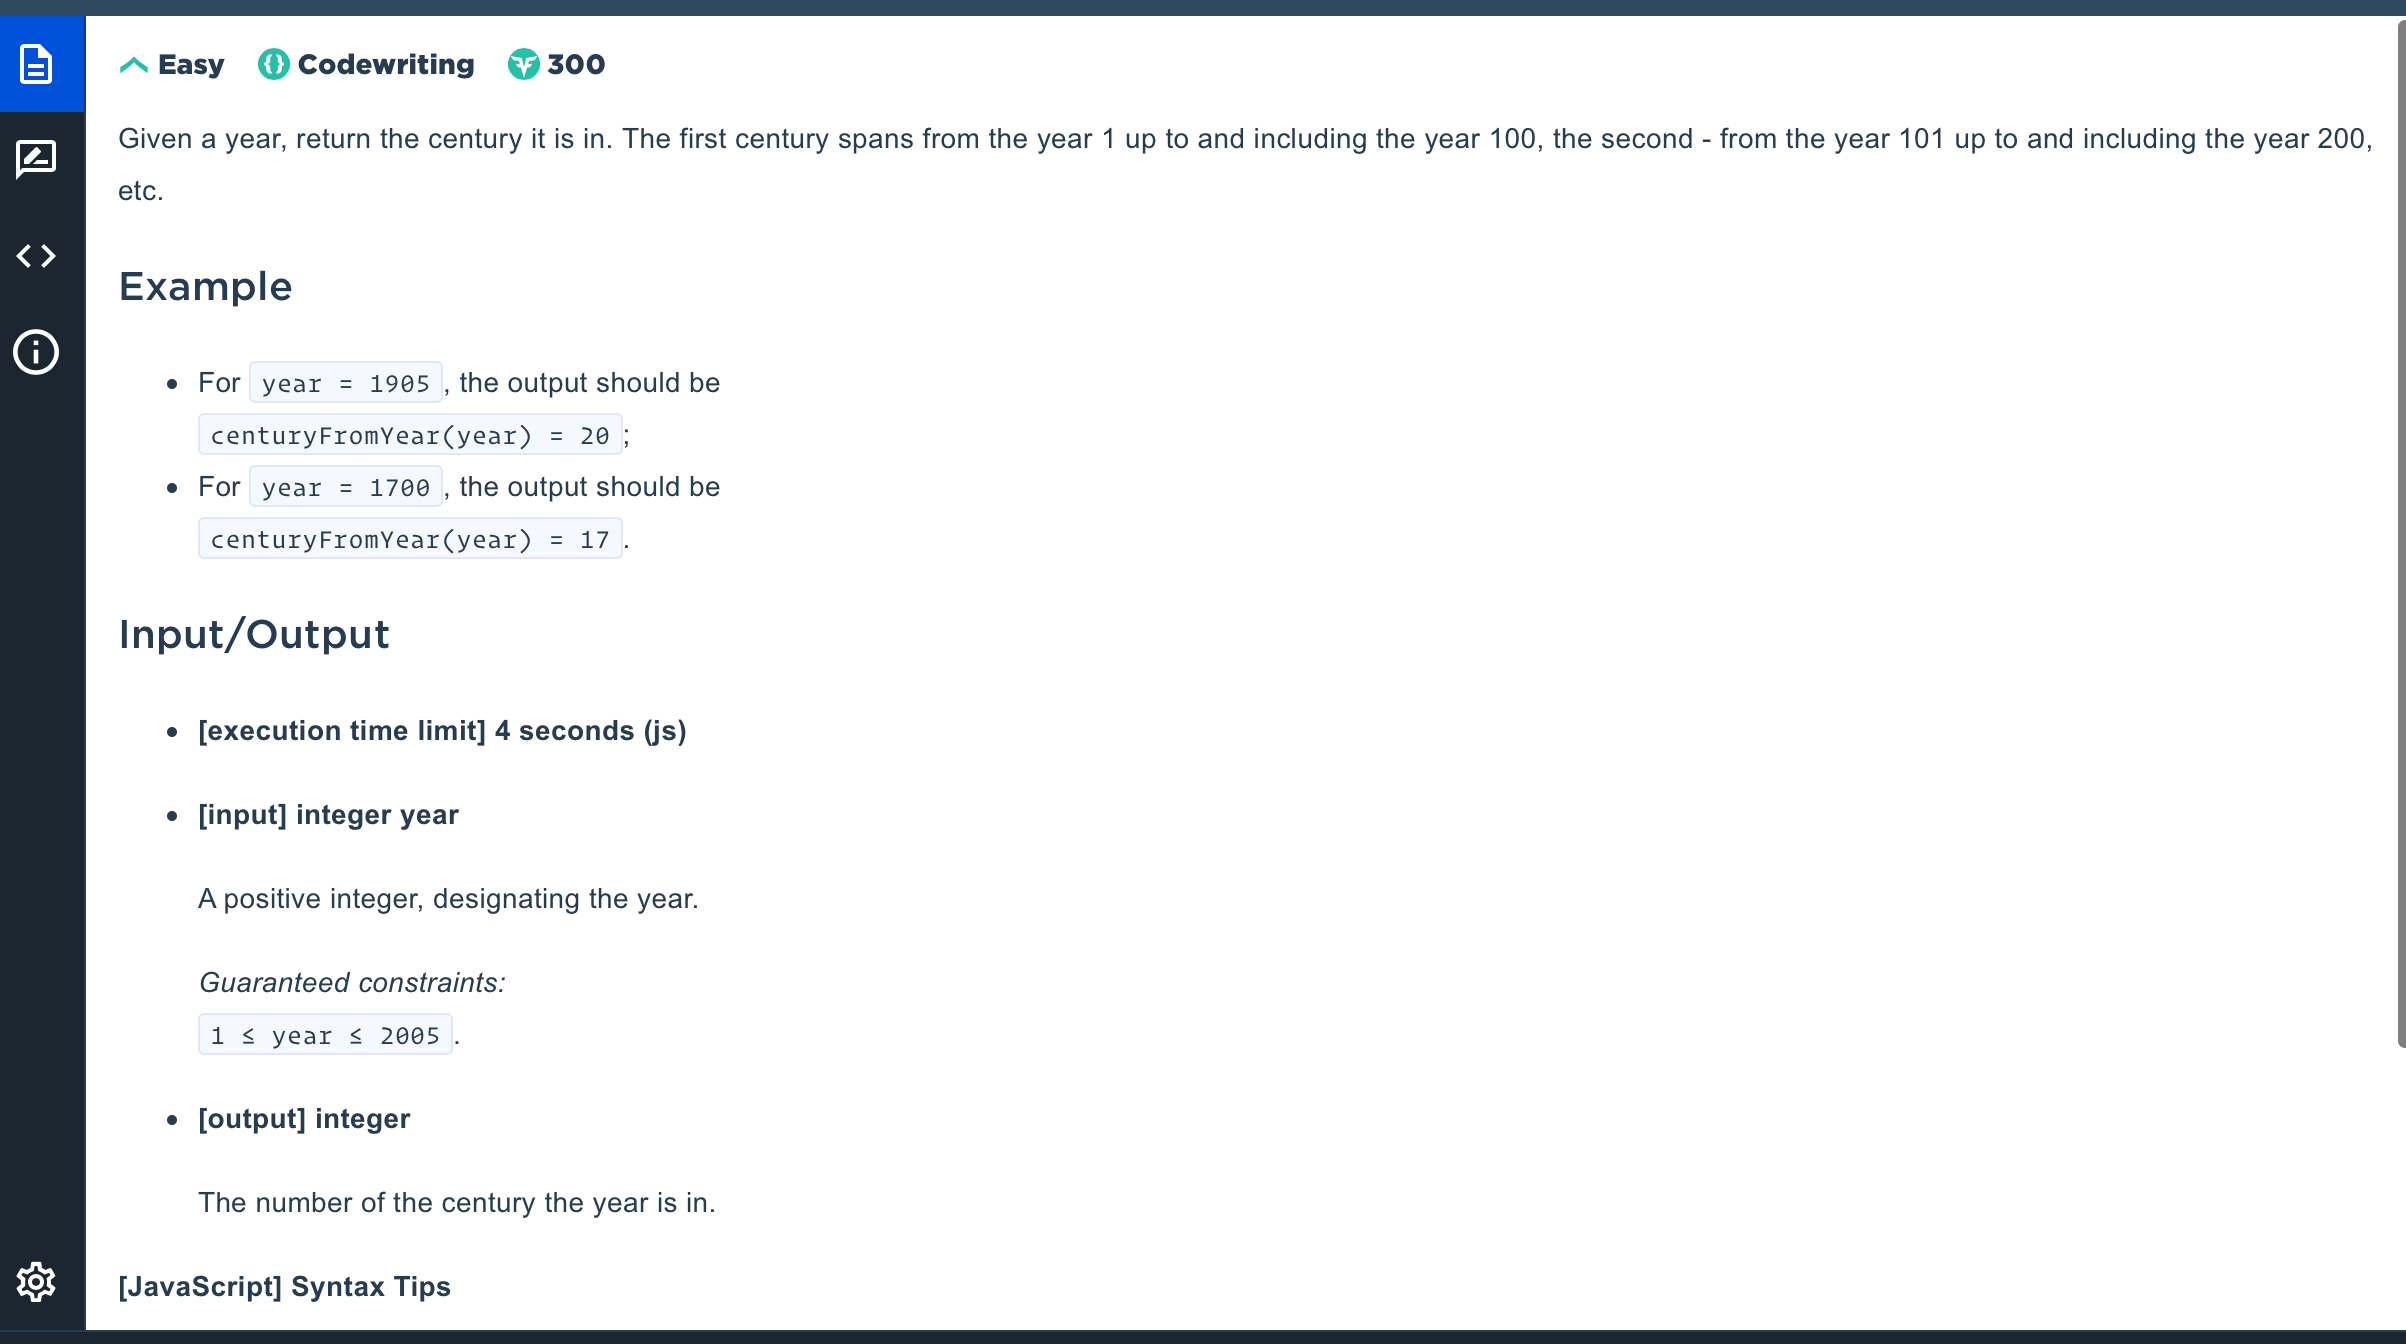 Easy Codewriting 300
Given a year, return the century it is in. The first century spans from the year 1 up to and including the year 100, the second - from the year 101 up to and including the year 200,
etc.
Example
For year = 1905, the output should be
centuryFromYear(year) = 20;
For year = 1700, the output should be
centuryFromYear(year) = 17.
Input/Output
[execution time limit] 4 seconds (js)
[input] integer year
A positive integer, designating the year.
Guaranteed constraints:
1 ≤ year ≤ 2005.
[output] integer
The number of the century the year is in.
[JavaScript] Syntax Tips